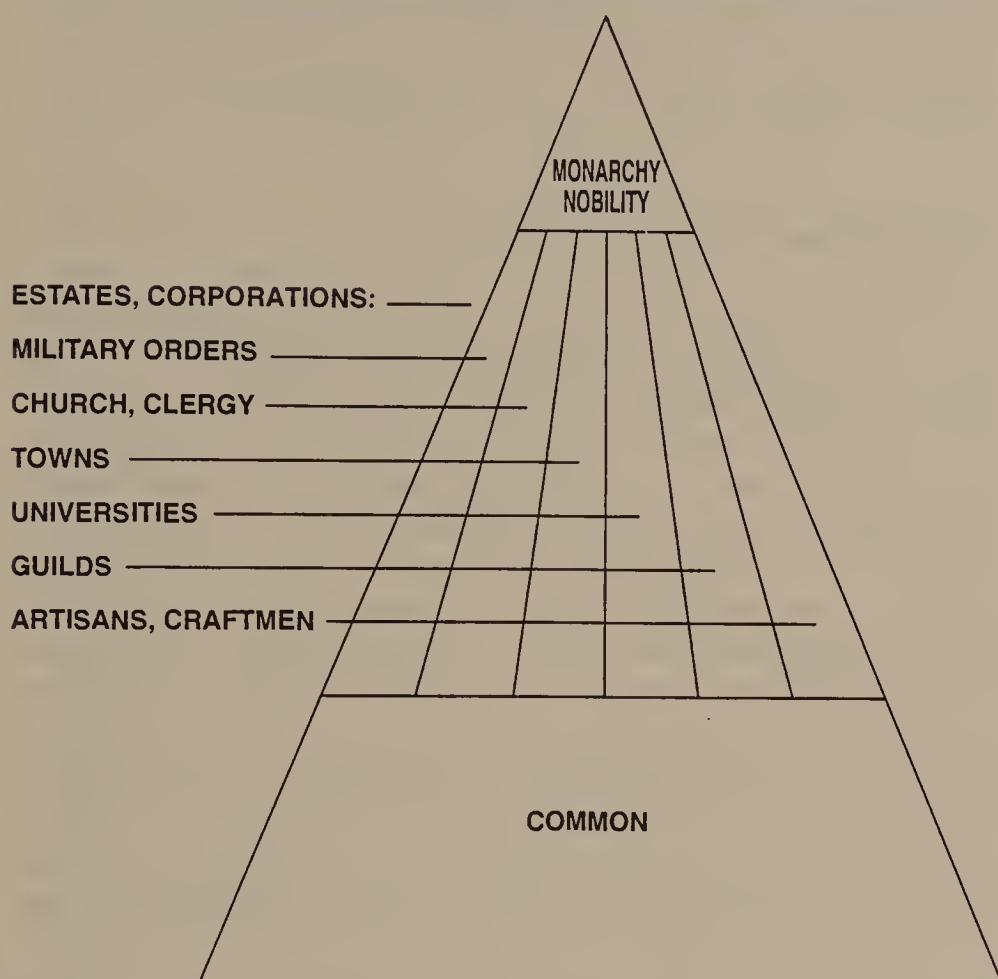 MONARCHY
NOBILITY
ESTATES, CORPORATIONS:
MILITARY ORDERS
CHURCH, CLERGY
TOWNS
UNIVERSITIES
GUILDS
ARTISANS, CRAFTMEN
COMMON